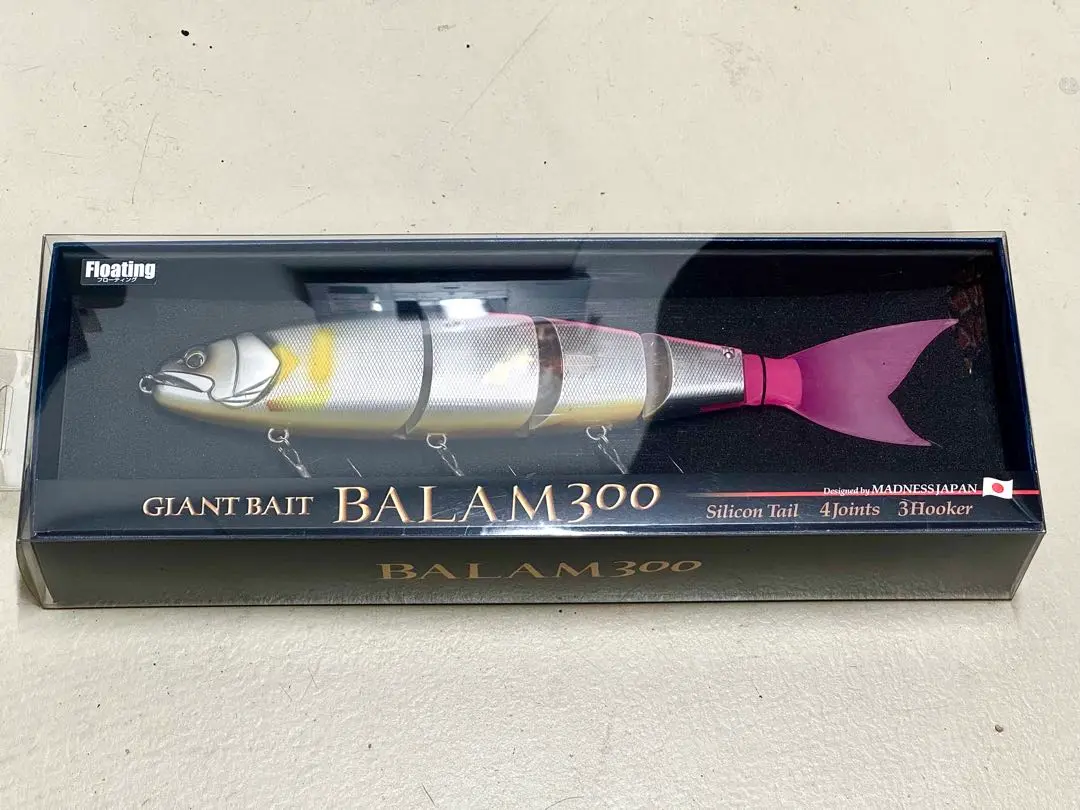 Floating
フローティング
GIANT BAIT BALAM300
Designed by MADNESS JAPAN
Silicon Tail 4Joints 3Hooker
BALAM300